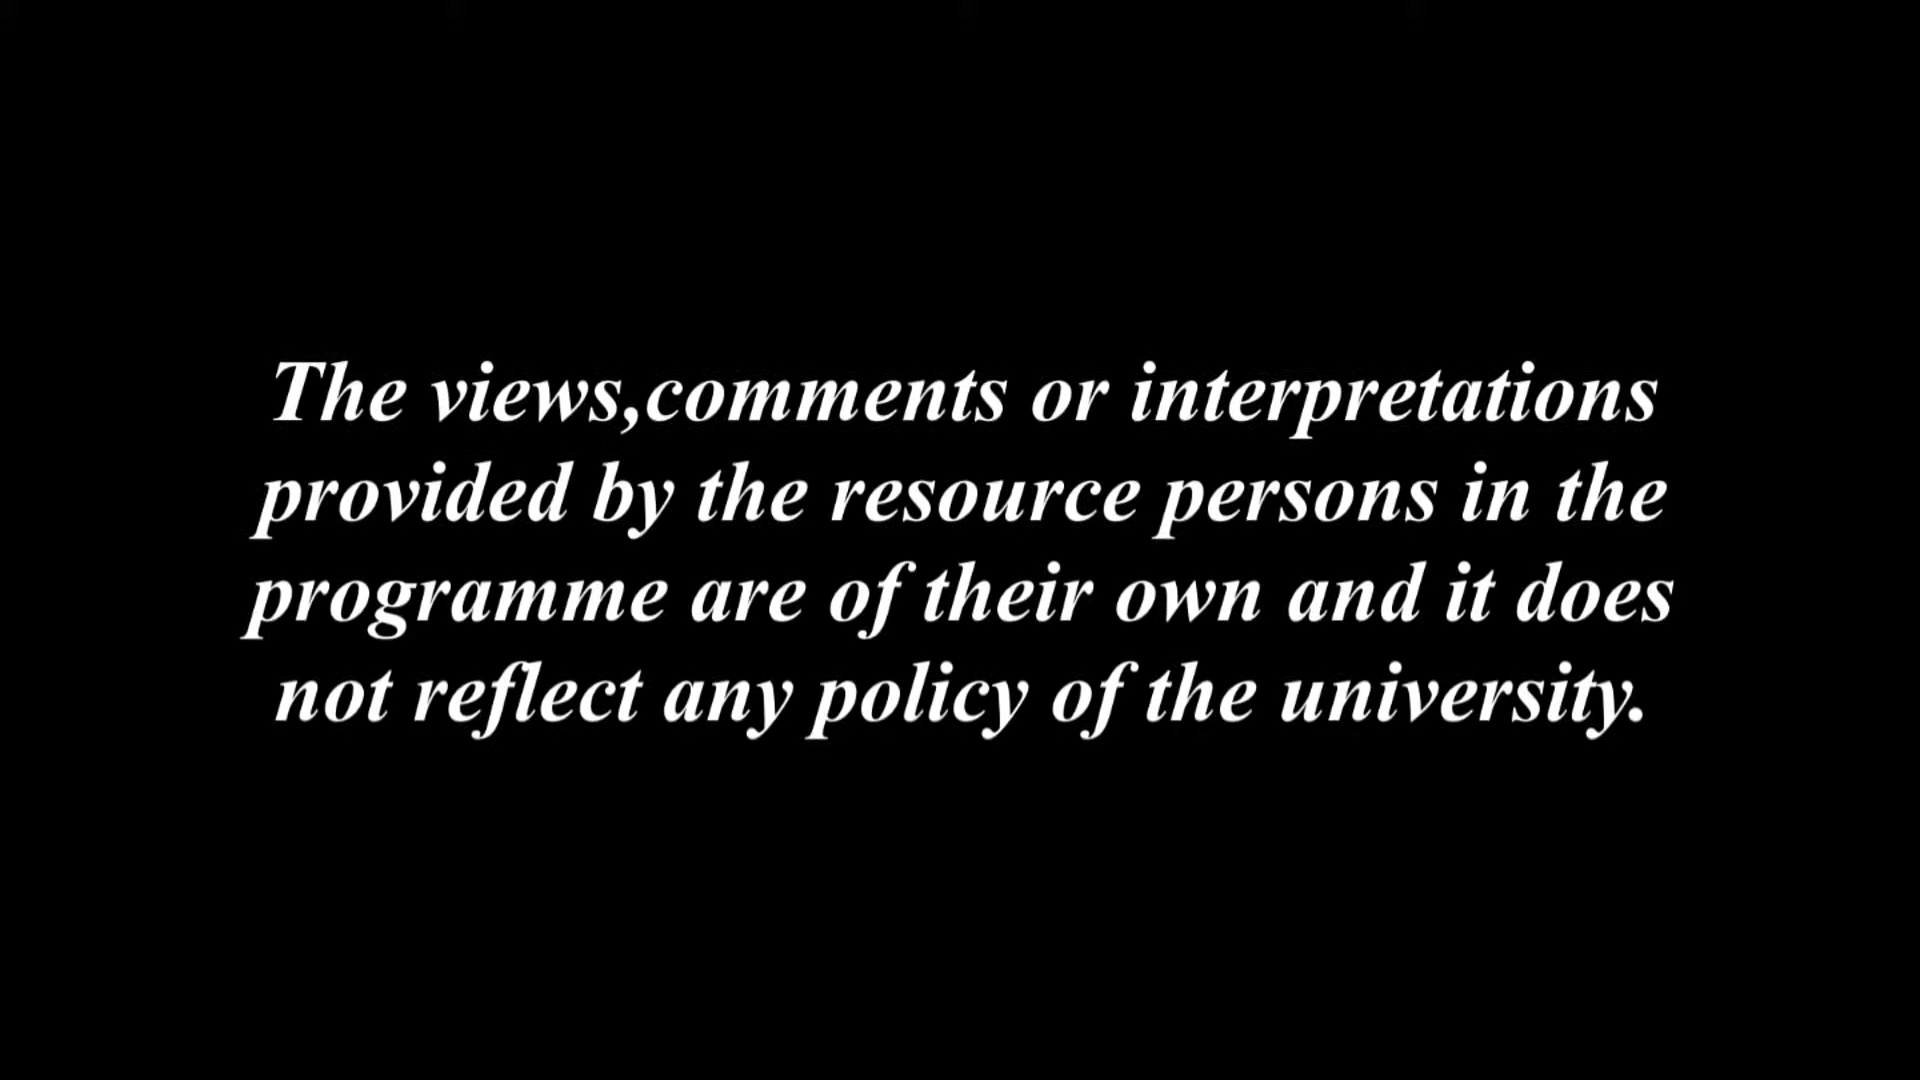 The views,comments or interpretations
provided by the resource persons in the
programme are of their own and it does
not reflect any policy of the university.